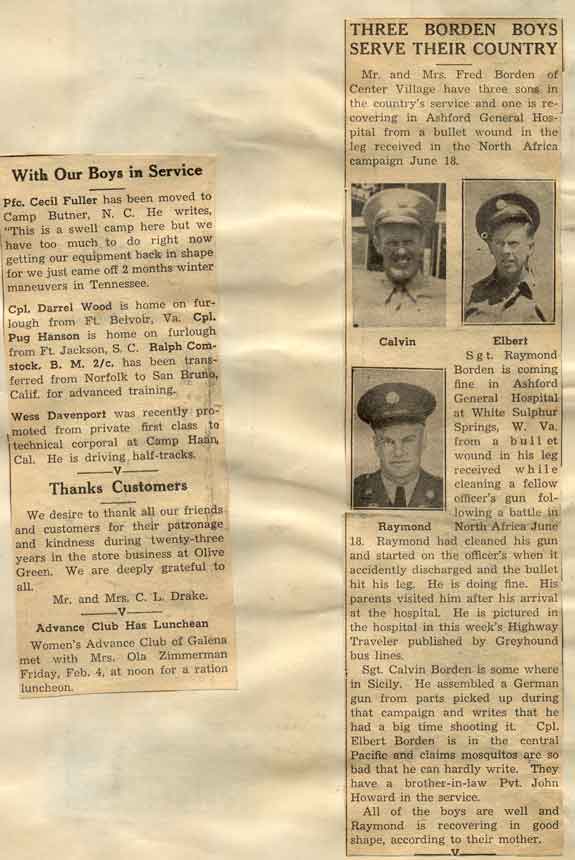 With Our Boys in Service
Pfc. Cecil Fuller has been moved to
Camp Butner, N. C. He writes,
"This is a swell camp here but we
have too much to do right now
getting our equipment back in shape
for we just came off 2 months winter
maneuvers in Tennessee.
Cpl. Darrel Wood is home on fur-
lough from Ft. Belvoir, Va. Cpl.
Pug Hanson is home on furlough
from Ft. Jackson, S. C. Ralph Com-
stock, B. M. 2/c. has been trans-
ferred from Norfolk to San Bruno,
Calif. for advanced training.
Wess Davenport was recently pro-
moted from private first class to
technical corporal at Camp Haan,
Cal. He is driving half-tracks.
V
Thanks Customers
We desire to thank all our friends
and customers for their patronage
and kindness during twenty-three
years in the store business at Olive
Green. We are deeply grateful to
all.
Mr. and Mrs. C. L. Drake.
V
Advance Club Has Lunchean
Women's Advance Club of Galena
met with Mrs. Ola Zimmerman
Friday, Feb. 4, at noon for a ration
luncheon.
THREE BORDEN BOYS
SERVE THEIR COUNTRY
Mr. and Mrs. Fred Borden of
Center Village have three sons in
the country's service and one is re-
covering in Ashford General Hos-
pital from a bullet wound in the
leg received in the North Africa
campaign June 18.
Calvin
Elbert
Raymond
Sgt. Raymond
Borden is coming
fine in Ashford
General Hospital
at White Sulphur
Springs, W. Va.
from a bullet
wound in his leg
received while
cleaning a fellow
officer's gun fol-
lowing a battle in
North Africa June
18. Raymond had cleaned his gun
and started on the officer's when it
accidently discharged and the bullet
hit his leg. He is doing fine. His
parents visited him after his arrival
at the hospital. He is pictured in
the hospital in this week's Highway
Traveler published by Greyhound
bus lines.
Sgt. Calvin Borden is some where
in Sicily. He assembled a German
gun from parts picked up during
that campaign and writes that he
had a big time shooting it. Cpl.
Elbert Borden is in the central
Pacific and claims mosquitos are so
bad that he can hardly write. They
have a brother-in-law Pvt. John
Howard in the service.
All of the boys are well and
Raymond is recovering in good
shape, according to their mother.
V